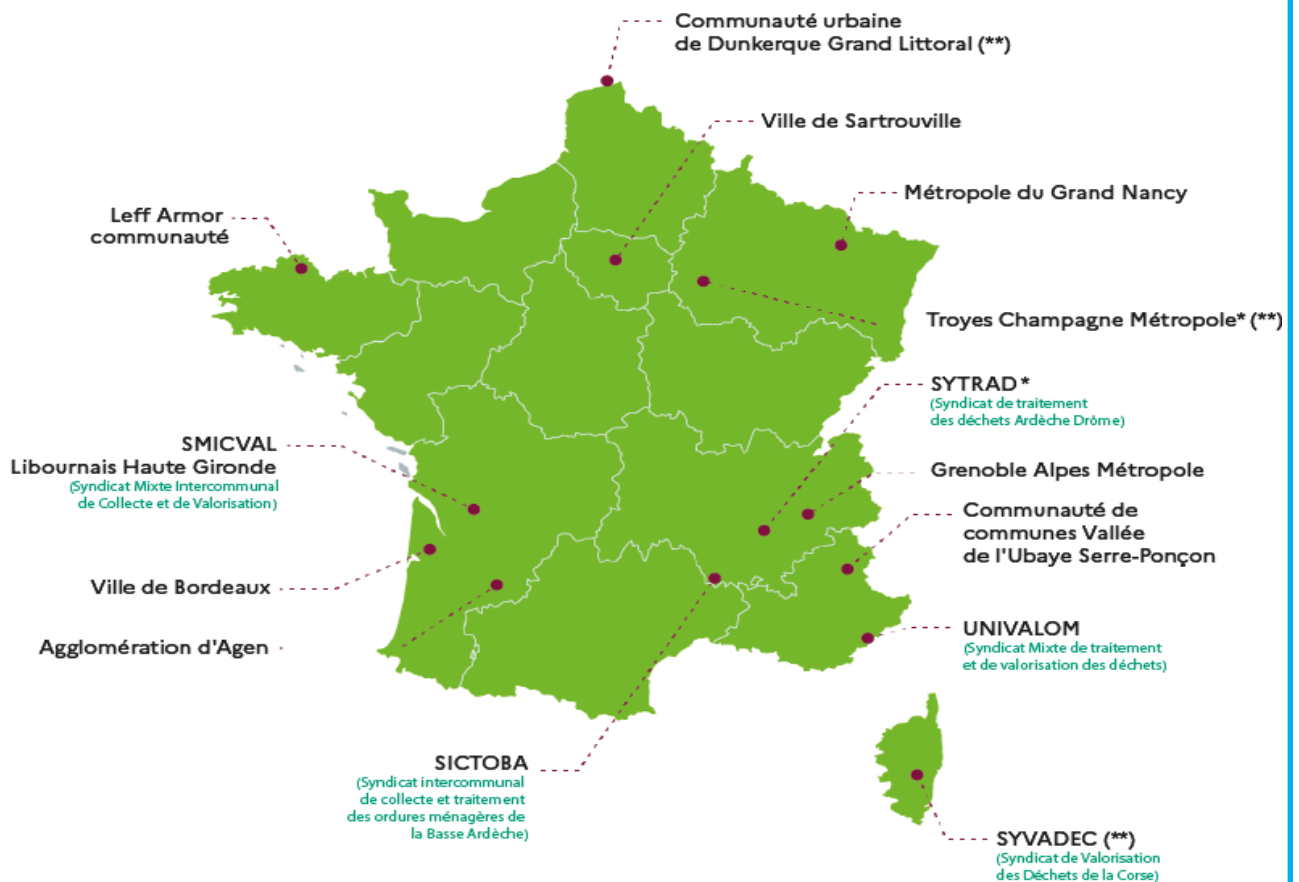 Communauté urbaine
de Dunkerque Grand Littoral (**)
Ville de Sartrouville
Métropole du Grand Nancy
Leff Armor
communauté
Troyes Champagne Métropole* (**)
SYTRAD*
(Syndicat de traitement
des déchets Ardèche Drôme)
SMICVAL
Libournais Haute Gironde
(Syndicat Mixte Intercommunal
de Collecte et de Valorisation)
Grenoble Alpes Métropole
Communauté de
communes Vallée
de l'Ubaye Serre-Ponçon
Ville de Bordeaux
Agglomération d'Agen
UNIVALOM
(Syndicat Mixte de traitement
et de valorisation des déchets)
SICTOBA
(Syndicat intercommunal
de collecte et traitement
des ordures ménagères de
la Basse Ardèche)
SYVADEC (**)
(Syndicat de Valorisation
des Déchets de la Corse)